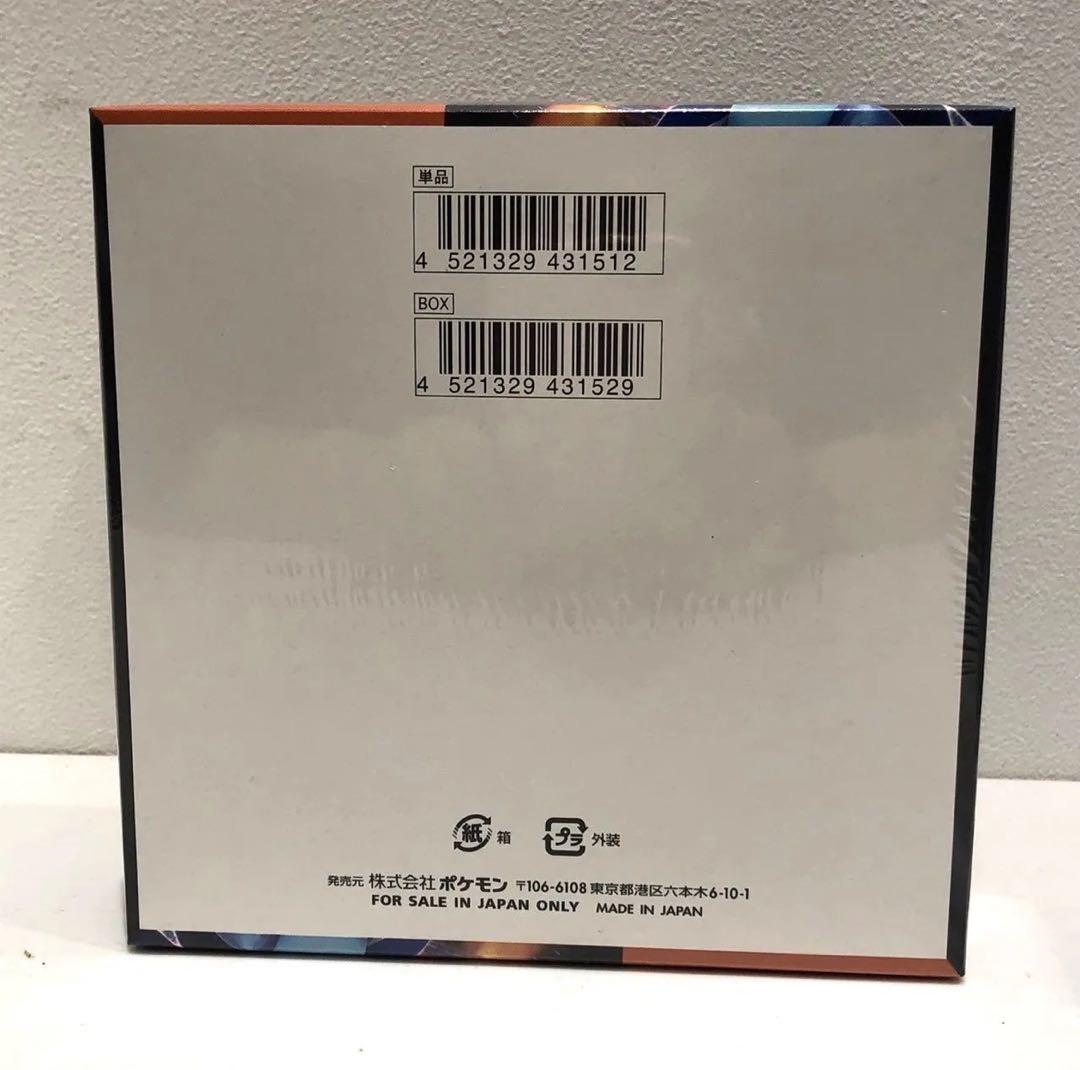 単品
4 521329 431512
BOX
4 521329 431529
紙 箱 プラ 外装
発売元 株式会社 ポケモン 〒106-6108 東京都港区六本木6-10-1
FOR SALE IN JAPAN ONLY MADE IN JAPAN